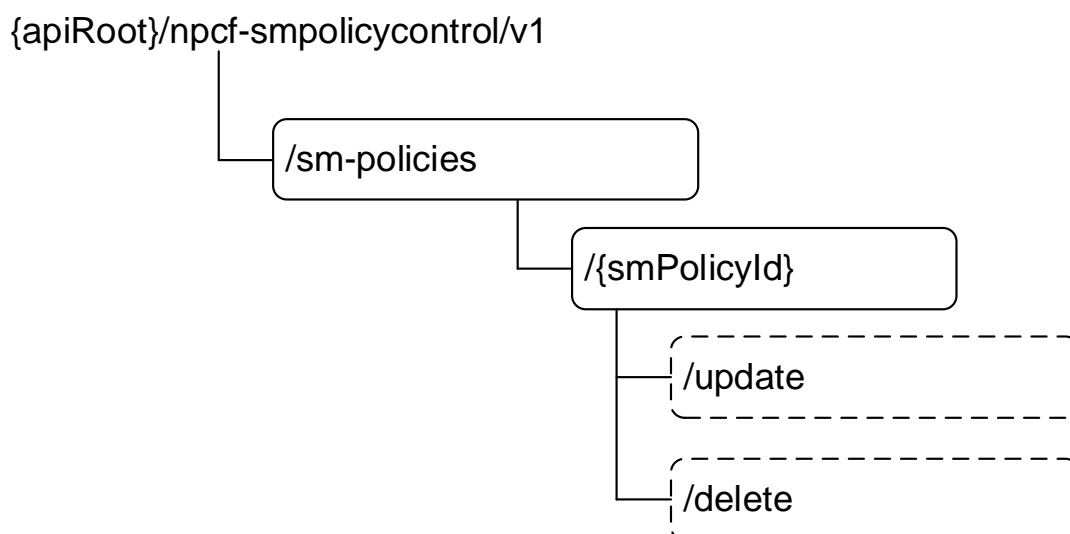 {apiRoot}/npcf-smpolicycontrol/v1
/sm-policies
/{smPolicyId}
/update
/delete